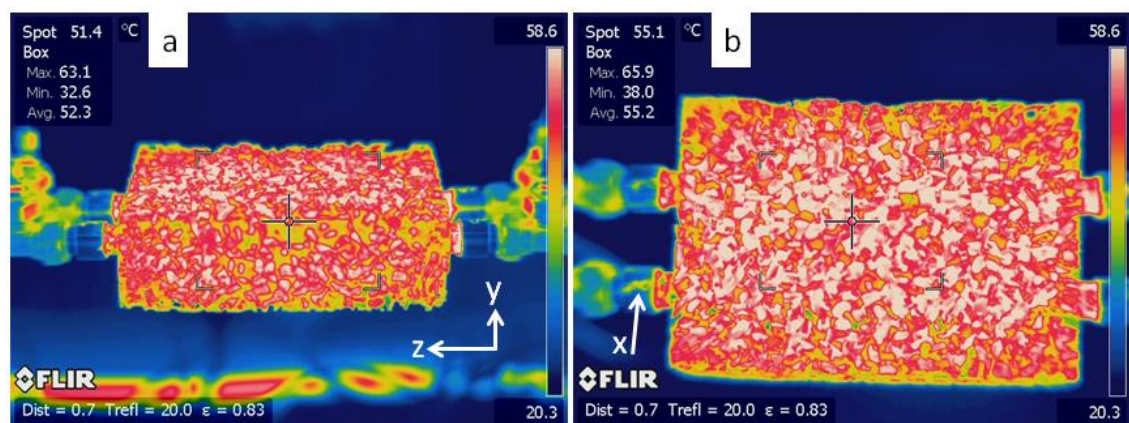 Spot 51.4 °C
Box
Max. 63.1
Min. 32.6
Avg. 52.3
a
58.6
y
z
FLIR
Dist = 0.7 Trefl = 20.0 ε = 0.83
20.3
Spot 55.1 °C
Box
Max. 65.9
Min. 38.0
Avg. 55.2
b
58.6
x
FLIR
Dist = 0.7 Trefl = 20.0 ε = 0.83
20.3